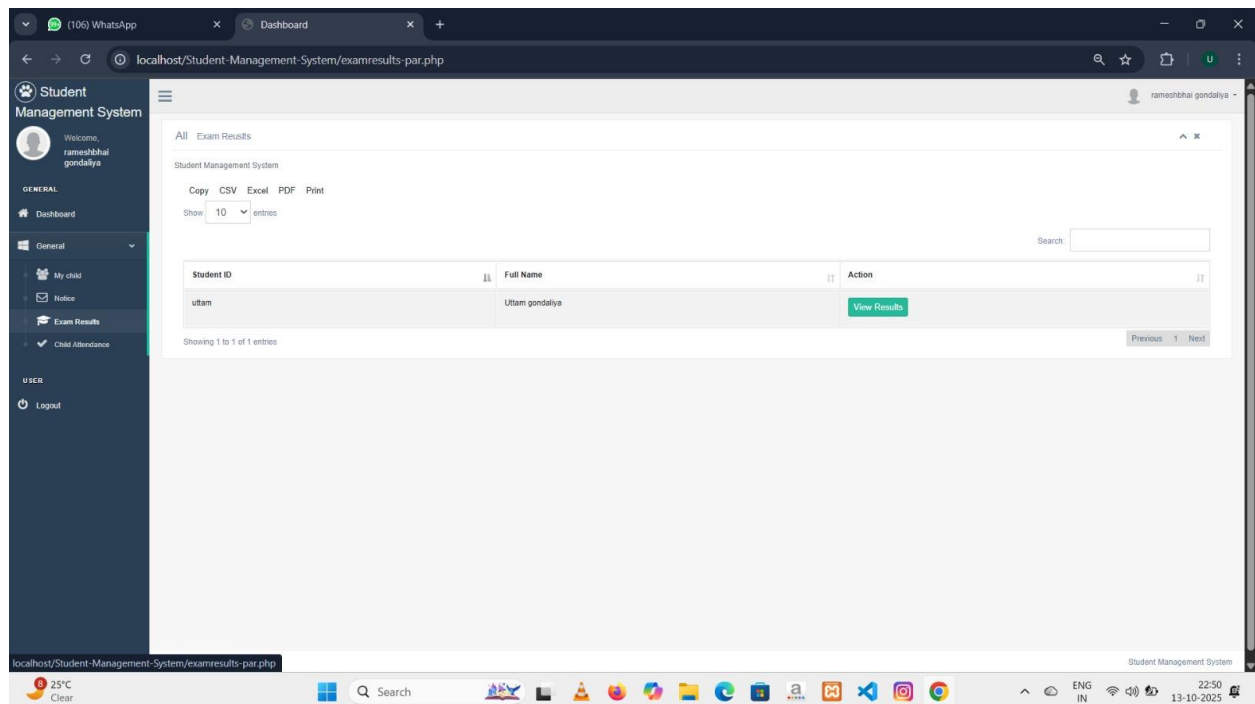 (106) WhatsApp
Dashboard
localhost/Student-Management-System/examresults-par.php
U
Student
Management System
Welcome,
rameshbhai
gondaliya
GENERAL
Dashboard
General
My child
Notice
Exam Results
Child Attendance
USER
Logout
rameshbhai gondaliya
All Exam Reuslts
Student Management System
Copy CSV Excel PDF Print
Show 10 entries
Search:
Student ID Full Name Action
uttam Uttam gondaliya View Results
Showing 1 to 1 of 1 entries
Previous 1 Next
Student Management System
localhost/Student-Management-System/examresults-par.php
8 25°C
Clear
Search
ENG
IN
22:50
13-10-2025